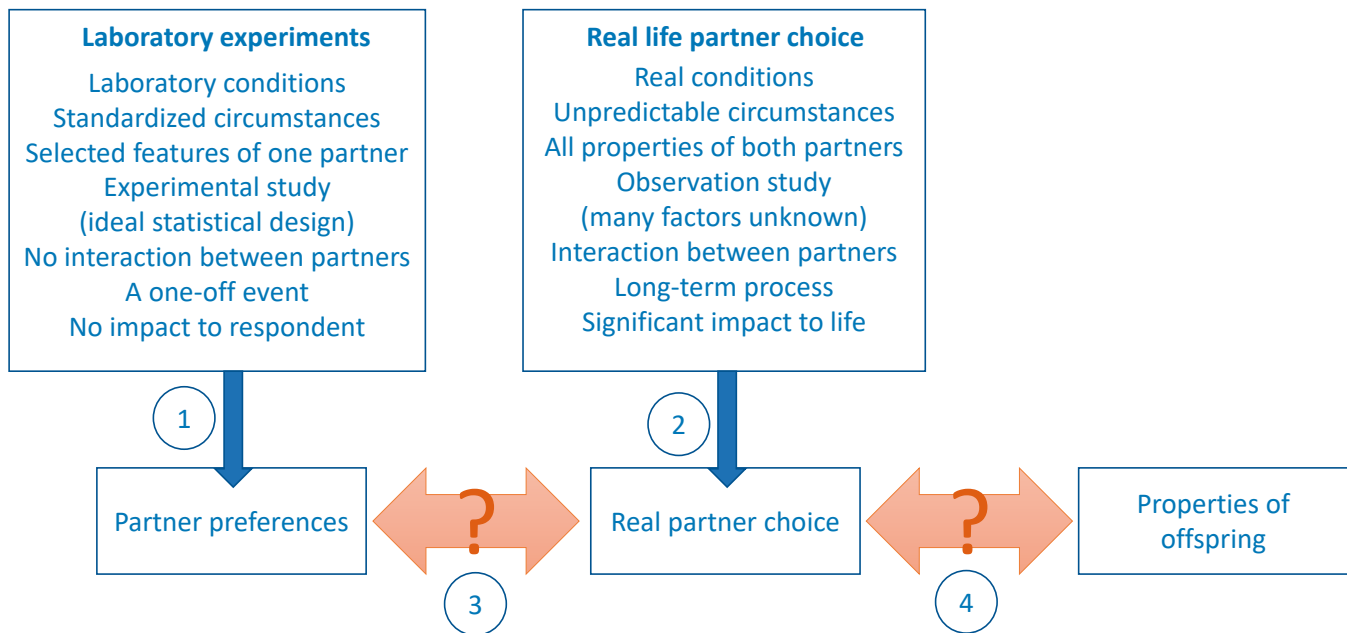 Laboratory experiments
Laboratory conditions
Standardized circumstances
Selected features of one partner
Experimental study
(ideal statistical design)
No interaction between partners
A one-off event
No impact to respondent
Real life partner choice
Real conditions
Unpredictable circumstances
All properties of both partners
Observation study
(many factors unknown)
Interaction between partners
Long-term process
Significant impact to life
1
2
Partner preferences
?
Real partner choice
?
Properties of
offspring
3
4